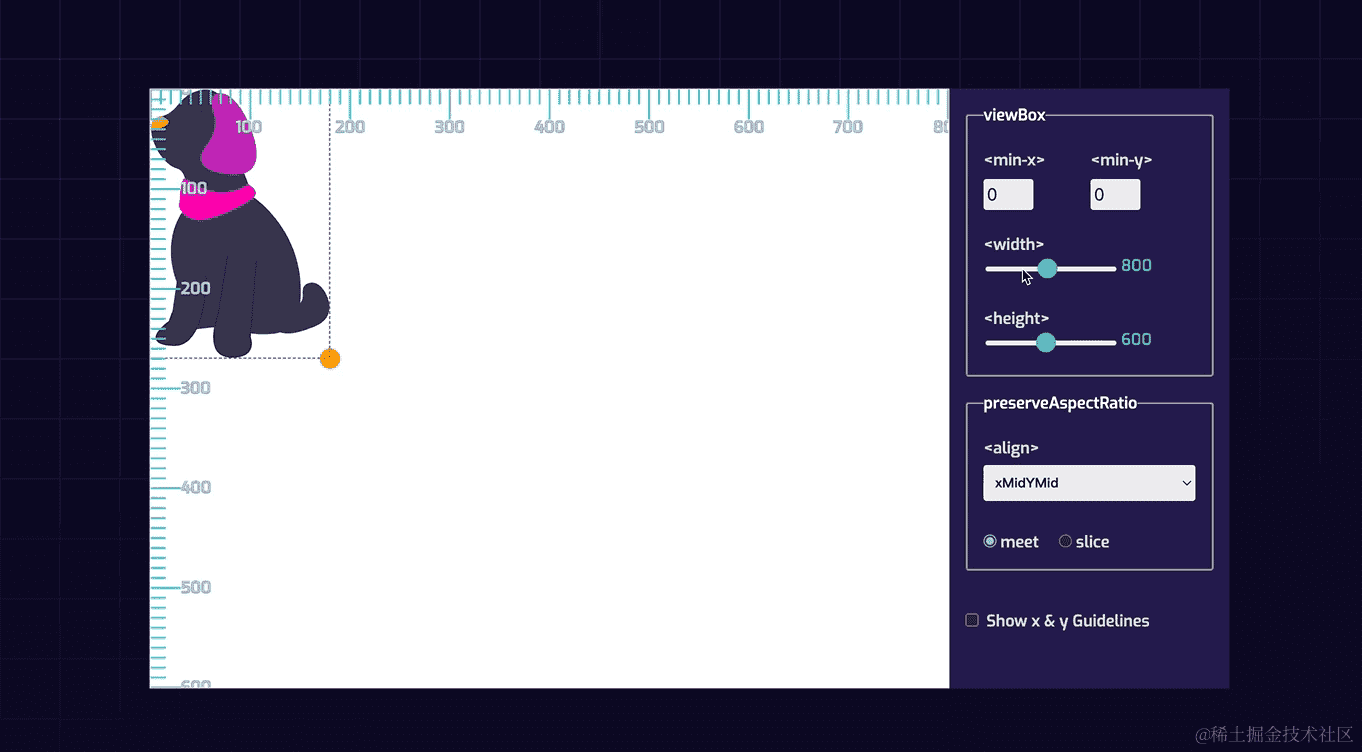 100 200 300 400 500 600 700 80
100
200
300
400
500
600
viewBox
<min-x> <min-y>
0 0
<width>
800
<height>
600
preserveAspectRatio
<align>
xMidYMid
meet slice
Show x & y Guidelines
@稀土掘金技术社区